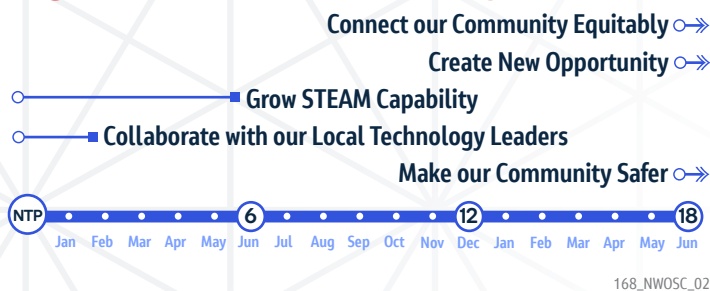 Connect our Community Equitably
Create New Opportunity
Grow STEAM Capability
Collaborate with our Local Technology Leaders
Make our Community Safer
NTP 6 12 18
Jan Feb Mar Apr May Jun Jul Aug Sep Oct Nov Dec Jan Feb Mar Apr May Jun
168_NWOSC_02